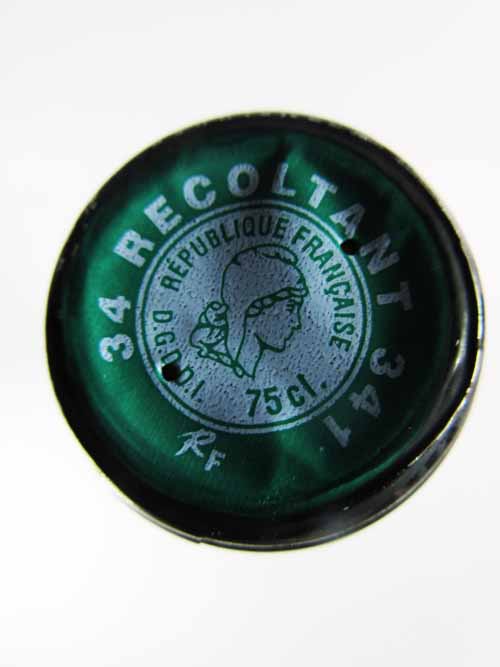 34 RECOLTANT 341
RÉPUBLIQUE FRANÇAISE
D.G.D.D.I.
75 cl.
RF